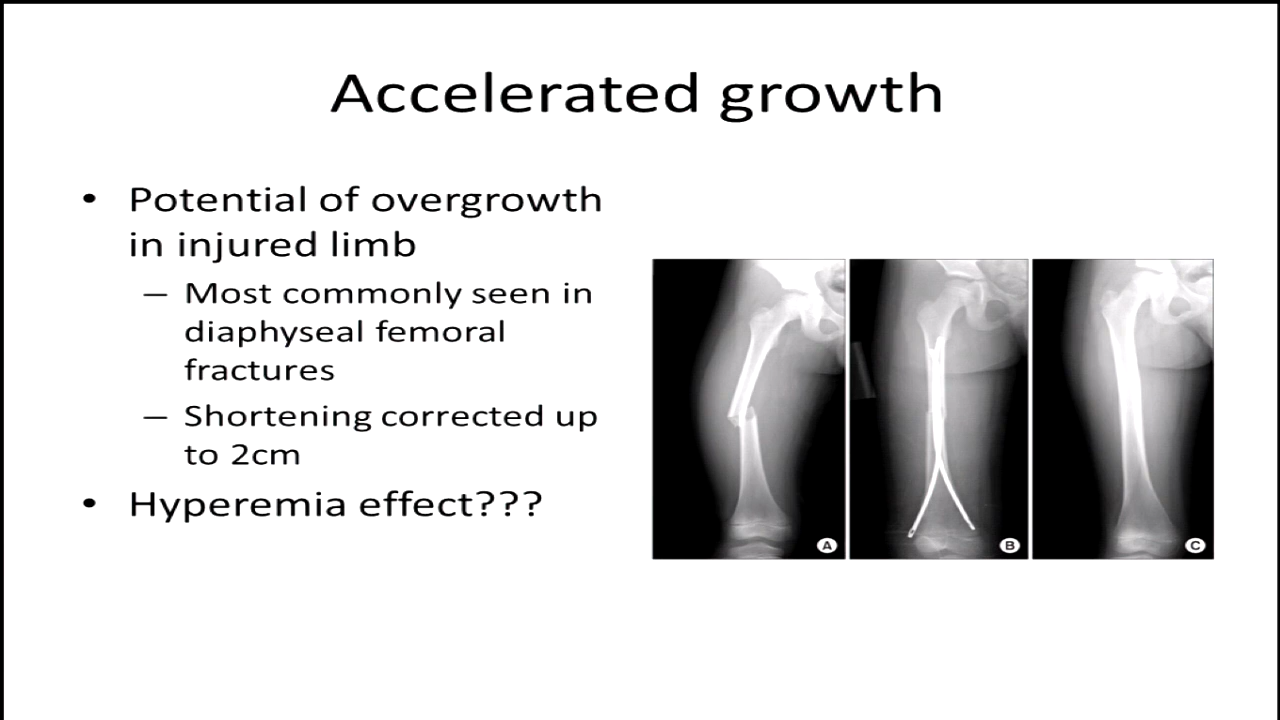 Accelerated growth
• Potential of overgrowth
in injured limb
– Most commonly seen in
diaphyseal femoral
fractures
– Shortening corrected up
to 2cm
• Hyperemia effect???
A B C